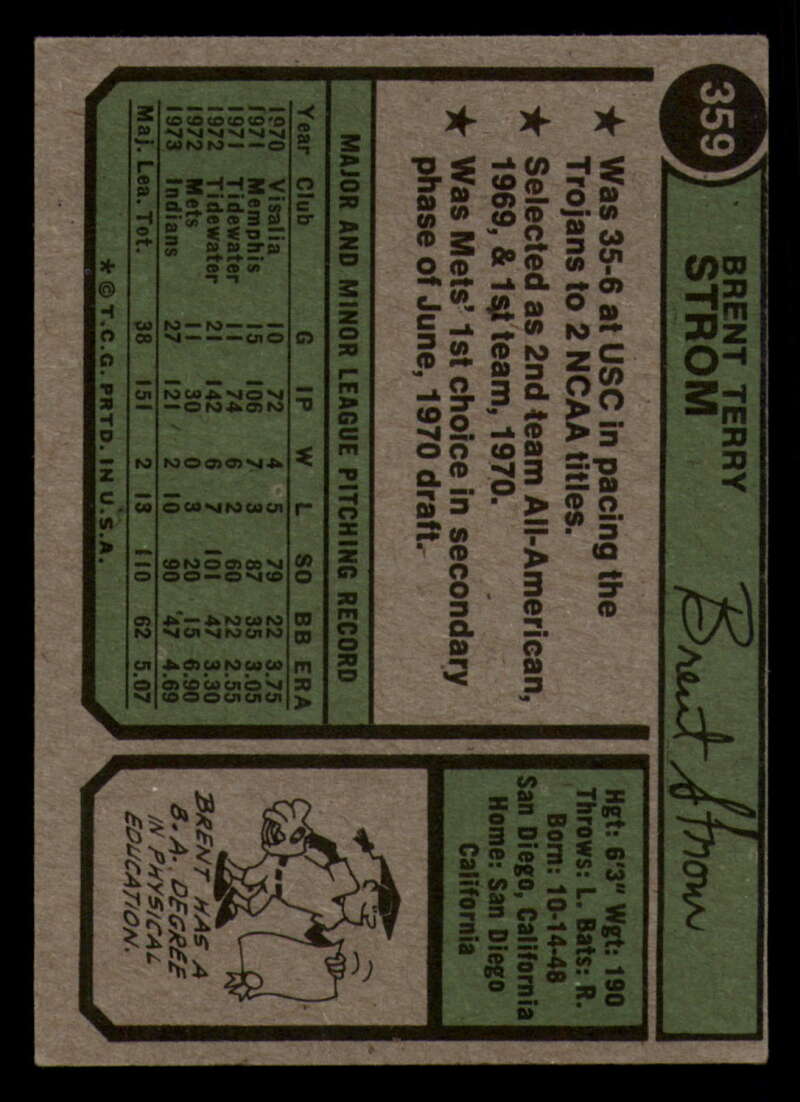 359
BRENT TERRY
STROM
Brent Strom
★ Was 35-6 at USC in pacing the
Trojans to 2 NCAA titles.
★ Selected as 2nd team All-American,
1969, & 1st team, 1970.
★ Was Mets' 1st choice in secondary
phase of June, 1970 draft.
MAJOR AND MINOR LEAGUE PITCHING RECORD
Year Club G IP W L SO BB ERA
1970 Visalia 10 72 4 5 79 22 3.75
1971 Memphis 15 106 7 3 87 35 3.05
1971 Tidewater 11 74 6 2 60 22 2.55
1972 Tidewater 21 142 6 7 101 47 3.30
1972 Mets 11 30 0 3 20 15 6.90
1973 Indians 27 121 2 10 90 47 4.69
Maj. Lea. Tot. 38 151 2 13 110 62 5.07
* © T.C.G. PRTD. IN U.S.A.
Hgt: 6'3" Wgt: 190
Throws: L. Bats: R.
Born: 10-14-48
San Diego, California
Home: San Diego
California
BRENT HAS A
B.A. DEGREE
IN PHYSICAL
EDUCATION.